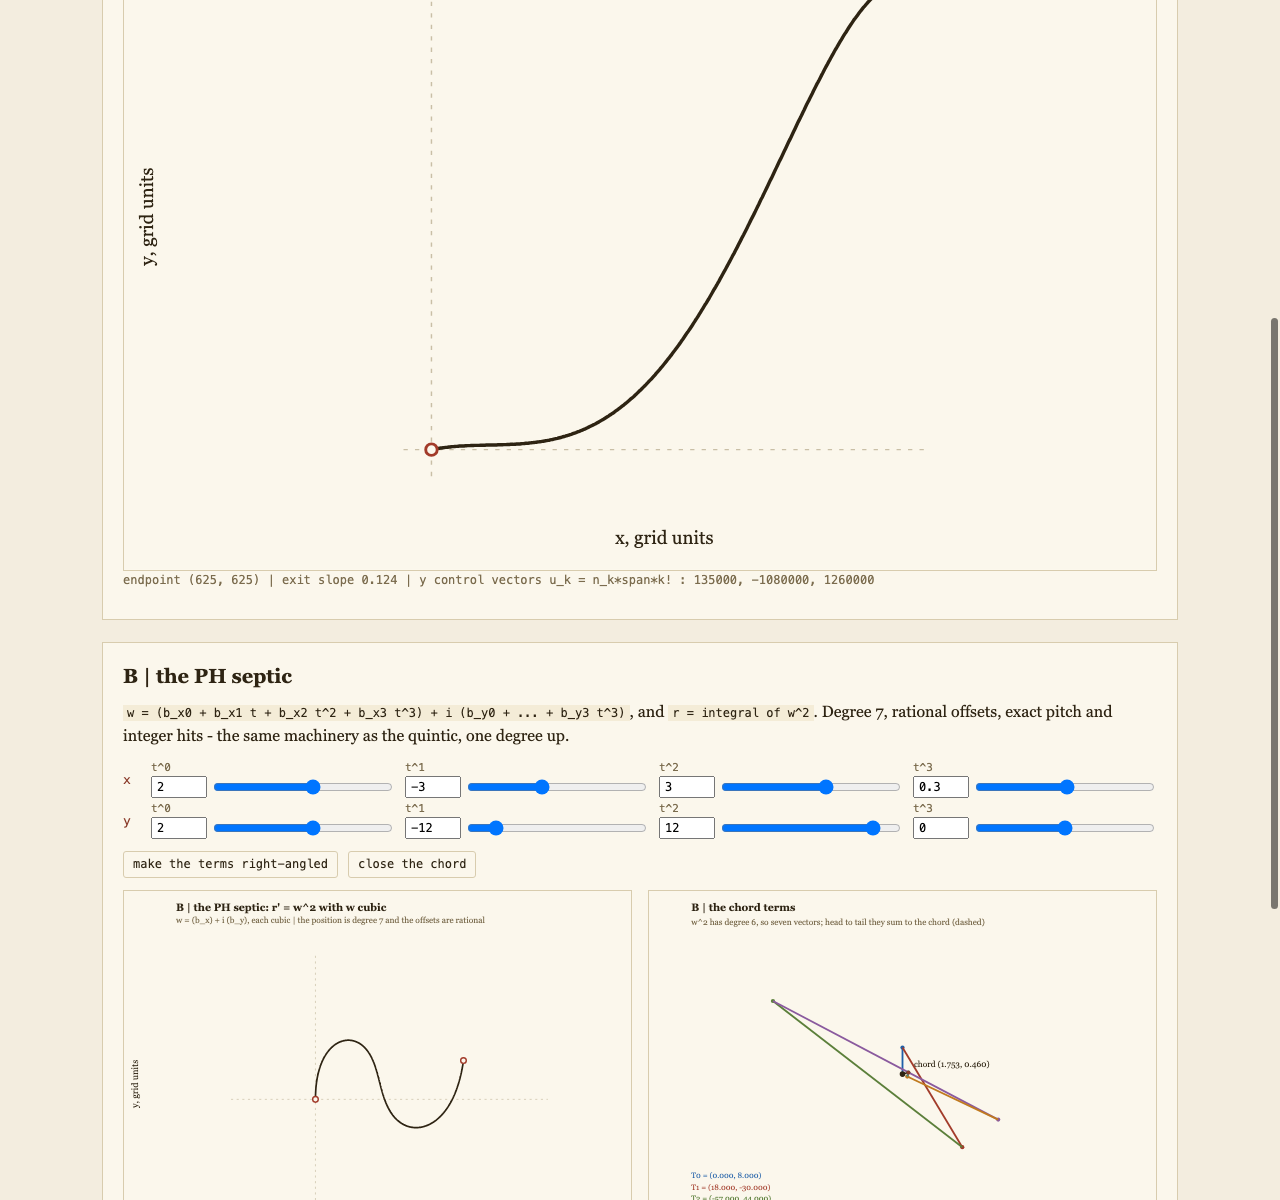 y, grid units
x, grid units
endpoint (625, 625) | exit slope 0.124 | y control vectors u_k = n_k*span*k! : 135000, −1080000, 1260000
B | the PH septic
w = (b_x0 + b_x1 t + b_x2 t^2 + b_x3 t^3) + i (b_y0 + ... + b_y3 t^3), and r = integral of w^2. Degree 7, rational offsets, exact pitch and
integer hits - the same machinery as the quintic, one degree up.
t^0 t^1 t^2 t^3
x 2 −3 3 0.3
t^0 t^1 t^2 t^3
y 2 −12 12 0
make the terms right−angled close the chord
B | the PH septic: r' = w^2 with w cubic
w = (b_x) + i (b_y), each cubic | the position is degree 7 and the offsets are rational
y, grid units
B | the chord terms
w^2 has degree 6, so seven vectors; head to tail they sum to the chord (dashed)
chord (1.753, 0.460)
T0 = (0.000, 8.000)
T1 = (18.000, -30.000)
T2 = (-57.000, 44.000)